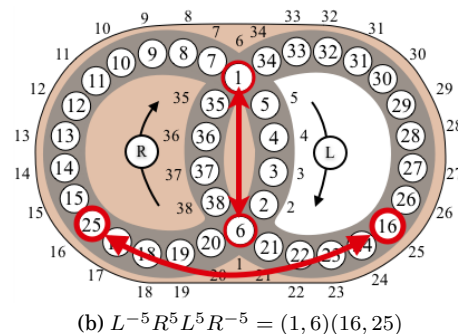 9 8 33 32
10 7 34 31
6
11 10 9 8 7 34 33 32 31 30
11 1 30
12 35 35 5 5 29
12 29
13 13 36 36 4 4 28 28
R L
14 14 37 37 3 3 27 27
15 15 38 38 2 2 26 26
25 6 16
16 20 21 25
18 19 22 23
17 20 1 21 24
18 19 22 23
(b) L⁻⁵R⁵L⁵R⁻⁵ = (1, 6)(16, 25)